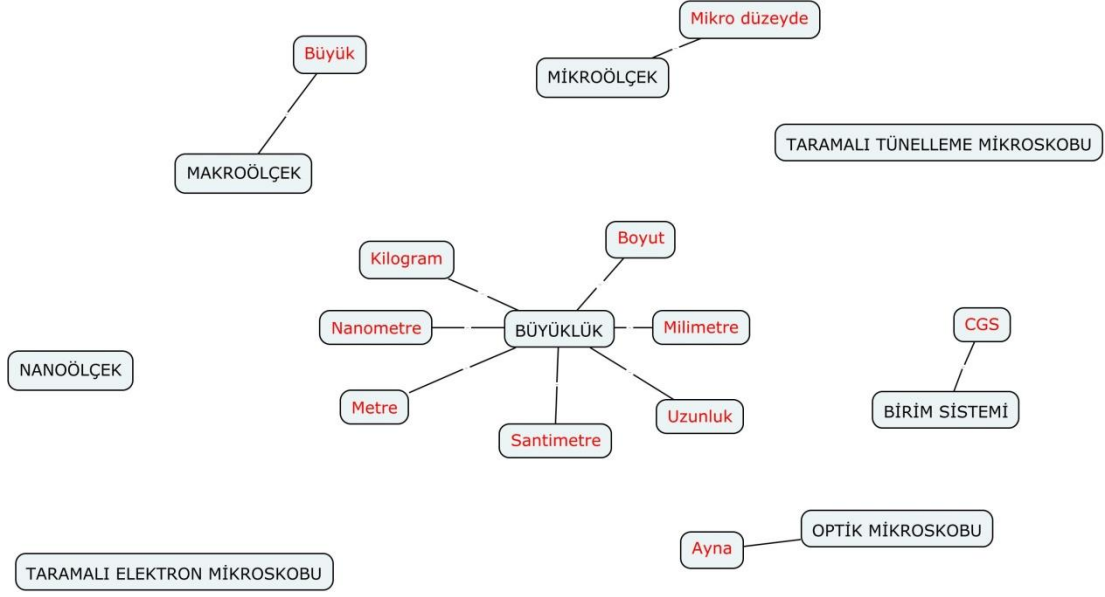 Mikro düzeyde
Büyük
MİKROÖLÇEK
TARAMALI TÜNELLEME MİKROSKOBU
MAKROÖLÇEK
Boyut
Kilogram
Nanometre
BÜYÜKLÜK
Milimetre
CGS
NANOÖLÇEK
Metre
Uzunluk
BİRİM SİSTEMİ
Santimetre
OPTİK MİKROSKOBU
Ayna
TARAMALI ELEKTRON MİKROSKOBU